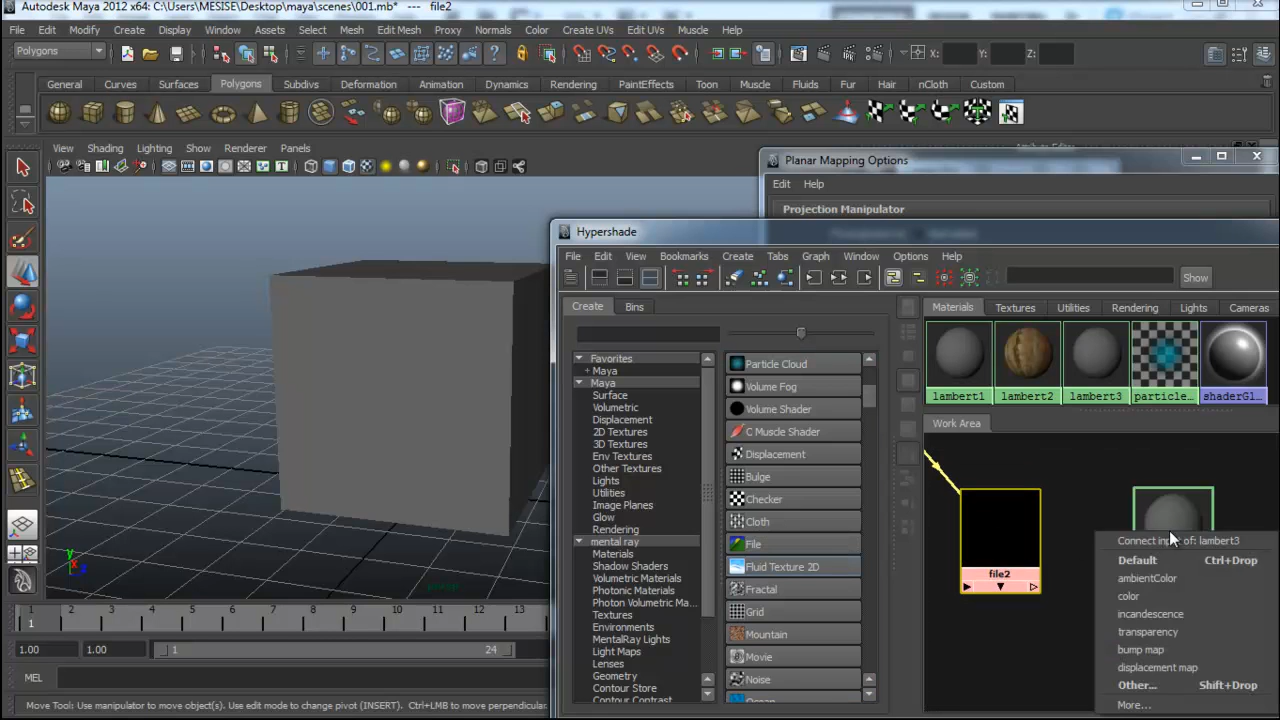 Autodesk Maya 2012 x64: C:\Users\MESISE\Desktop\maya\scenes\001.mb* --- file2
File Edit Modify Create Display Window Assets Select Mesh Edit Mesh Proxy Normals Color Create UVs Edit UVs Muscle Help
Polygons X: Y: Z:
General Curves Surfaces Polygons Subdivs Deformation Animation Dynamics Rendering PaintEffects Toon Muscle Fluids Fur Hair nCloth Custom
View Shading Lighting Show Renderer Panels
Planar Mapping Options
Edit Help
Projection Manipulator
Hypershade
File Edit View Bookmarks Create Tabs Graph Window Options Help
Show
Create Bins
Materials Textures Utilities Rendering Lights Cameras
Favorites
+ Maya
Maya
Surface
Volumetric
Displacement
2D Textures
3D Textures
Env Textures
Other Textures
Lights
Utilities
Image Planes
Glow
Rendering
mental ray
Materials
Shadow Shaders
Volumetric Materials
Photonic Materials
Photon Volumetric Ma...
Textures
Environments
MentalRay Lights
Light Maps
Lenses
Geometry
Contour Store
Contour Contrast
Particle Cloud
Volume Fog
Volume Shader
C Muscle Shader
Displacement
Bulge
Checker
Cloth
File
Fluid Texture 2D
Fractal
Grid
Mountain
Movie
Noise
Ocean
lambert1 lambert2 lambert3 particle... shaderGl...
Work Area
file2
Connect input of: lambert3
Default Ctrl+Drop
ambientColor
color
incandescence
transparency
bump map
displacement map
Other... Shift+Drop
More...
y
x
z
persp
1 2 3 4 5 6 7 8 9 10 11 12 13
1
1.00 1.00 1 24
MEL
Move Tool: Use manipulator to move object(s). Use edit mode to change pivot (INSERT). Ctrl+LMB to move perpendicular.